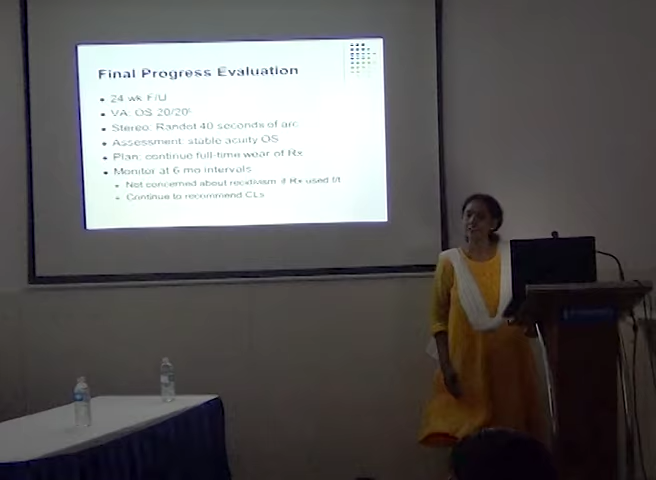 Final Progress Evaluation
24 wk F/U
VA: OS 20/20
Stereo: Randot 40 seconds of arc
Assessment: stable acuity OS
Plan: continue full-time wear of Rx
Monitor at 6 mo intervals
Not concerned about recidivism if Rx used f/t
Continue to recommend CLs